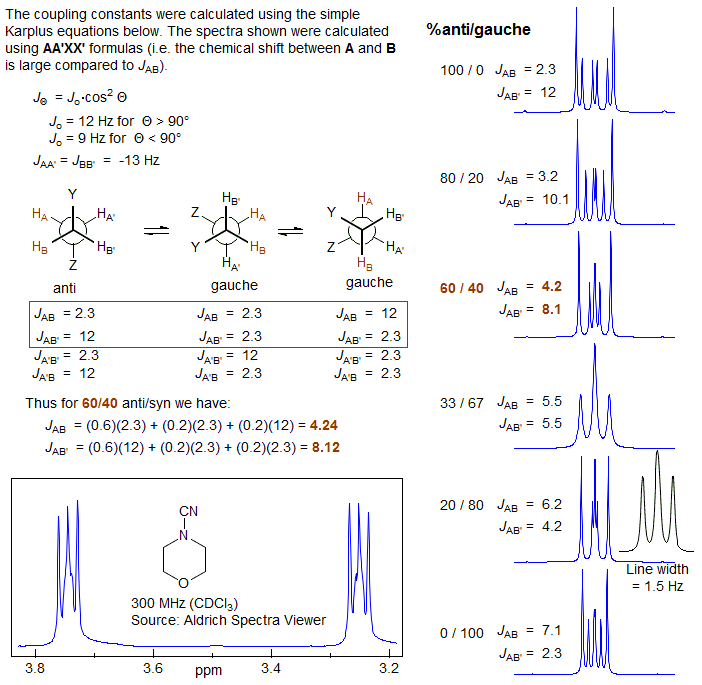 The coupling constants were calculated using the simple
Karplus equations below. The spectra shown were calculated
using AA'XX' formulas (i.e. the chemical shift between A and B
is large compared to JAB).
JΘ = Jo·cos² Θ
Jo = 12 Hz for Θ > 90°
Jo = 9 Hz for Θ < 90°
JAA' = JBB' = -13 Hz
Y
HA
HA'
HB
HB'
Z
anti
HB'
Z
HA
Y
HB
HA'
gauche
HA
Y
HB'
Z
HA'
HB
gauche
JAB = 2.3
JAB = 2.3
JAB = 12
JAB' = 12
JAB' = 2.3
JAB' = 2.3
JA'B' = 2.3
JA'B' = 12
JA'B' = 2.3
JA'B = 12
JA'B = 2.3
JA'B = 2.3
Thus for 60/40 anti/syn we have:
JAB = (0.6)(2.3) + (0.2)(2.3) + (0.2)(12) = 4.24
JAB' = (0.6)(12) + (0.2)(2.3) + (0.2)(2.3) = 8.12
CN
N
O
300 MHz (CDCl3)
Source: Aldrich Spectra Viewer
3.8
3.6
ppm
3.4
3.2
%anti/gauche
100 / 0 JAB = 2.3
JAB' = 12
80 / 20 JAB = 3.2
JAB' = 10.1
60 / 40 JAB = 4.2
JAB' = 8.1
33 / 67 JAB = 5.5
JAB' = 5.5
20 / 80 JAB = 6.2
JAB' = 4.2
Line width
= 1.5 Hz
0 / 100 JAB = 7.1
JAB' = 2.3